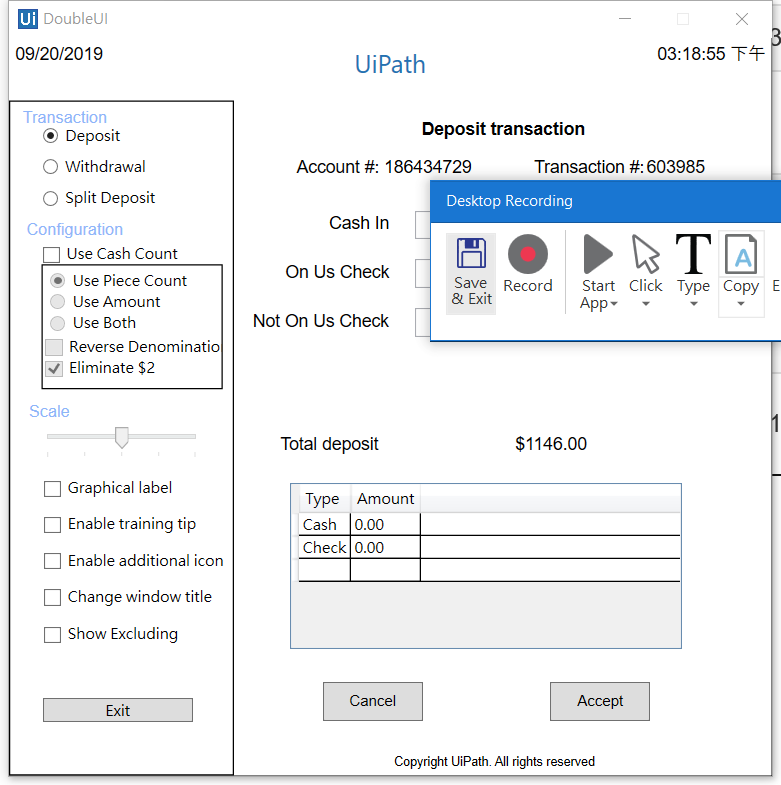 Ui DoubleUI
09/20/2019
03:18:55 下午
UiPath
Transaction
Deposit
Withdrawal
Split Deposit
Configuration
Use Cash Count
Use Piece Count
Use Amount
Use Both
Reverse Denominatio
Eliminate $2
Scale
Graphical label
Enable training tip
Enable additional icon
Change window title
Show Excluding
Exit
Deposit transaction
Account #: 186434729 Transaction #: 603985
Cash In
On Us Check
Not On Us Check
Desktop Recording
Save & Exit
Record
Start App
Click
T Type
A Copy
E
Total deposit $1146.00
Type Amount
Cash 0.00
Check 0.00
Cancel Accept
Copyright UiPath. All rights reserved
3
1